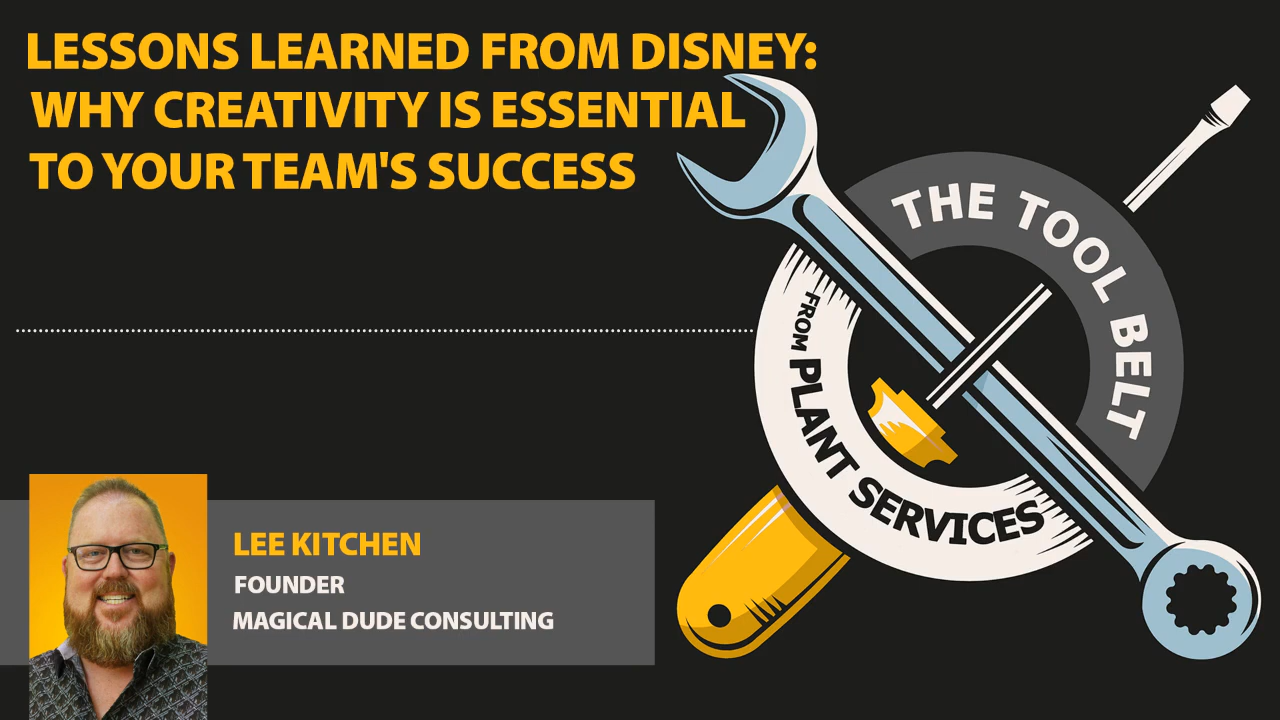 LESSONS LEARNED FROM DISNEY:
WHY CREATIVITY IS ESSENTIAL
TO YOUR TEAM'S SUCCESS
THE TOOL BELT
FROM PLANT SERVICES
LEE KITCHEN
FOUNDER
MAGICAL DUDE CONSULTING